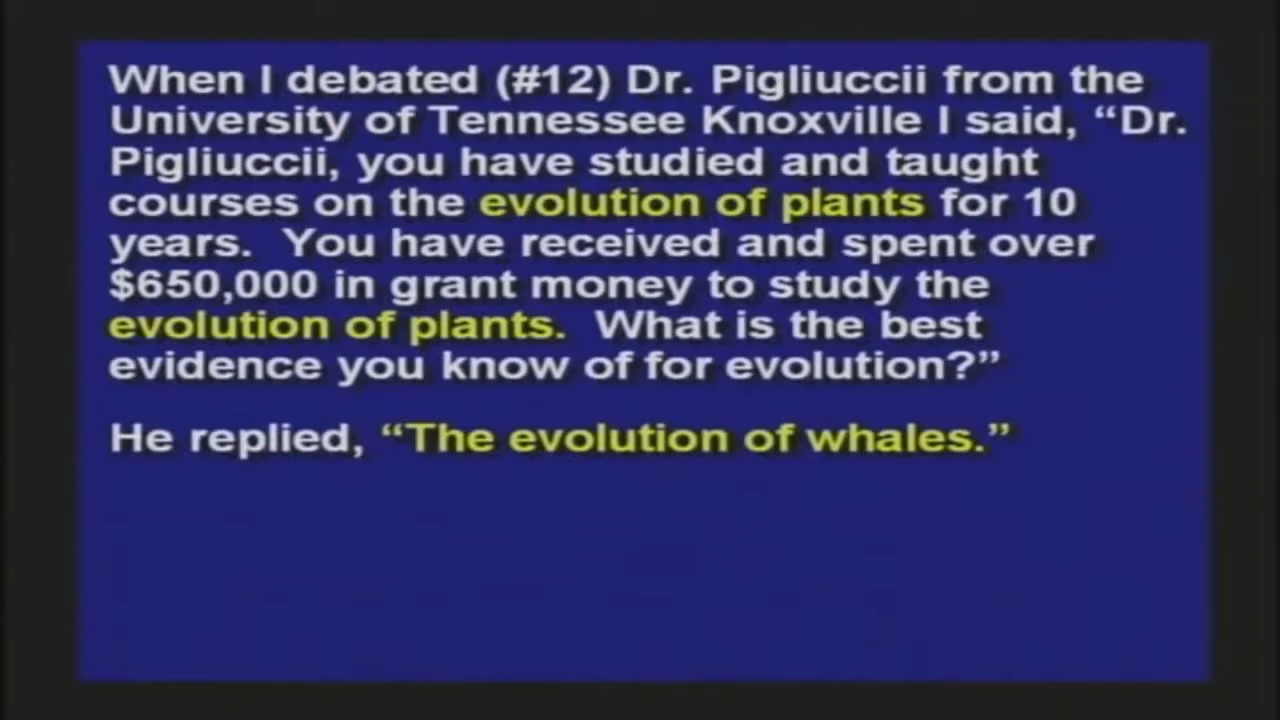 When I debated (#12) Dr. Pigliuccii from the
University of Tennessee Knoxville I said, “Dr.
Pigliuccii, you have studied and taught
courses on the evolution of plants for 10
years.  You have received and spent over
$650,000 in grant money to study the
evolution of plants.  What is the best
evidence you know of for evolution?”
He replied, “The evolution of whales.”